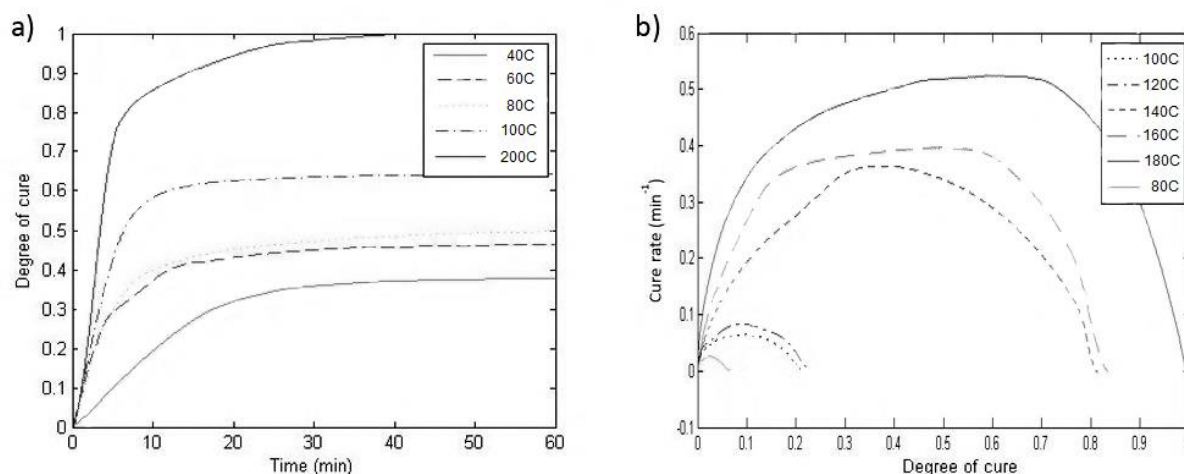 a)
1
0.9
0.8
0.7
0.6
0.5
0.4
0.3
0.2
0.1
0
Degree of cure
0 10 20 30 40 50 60
Time (min)
40C
60C
80C
100C
200C
b)
0.6
0.5
0.4
0.3
0.2
0.1
0
-0.1
Cure rate (min-1)
0 0.1 0.2 0.3 0.4 0.5 0.6 0.7 0.8 0.9
Degree of cure
100C
120C
140C
160C
180C
80C